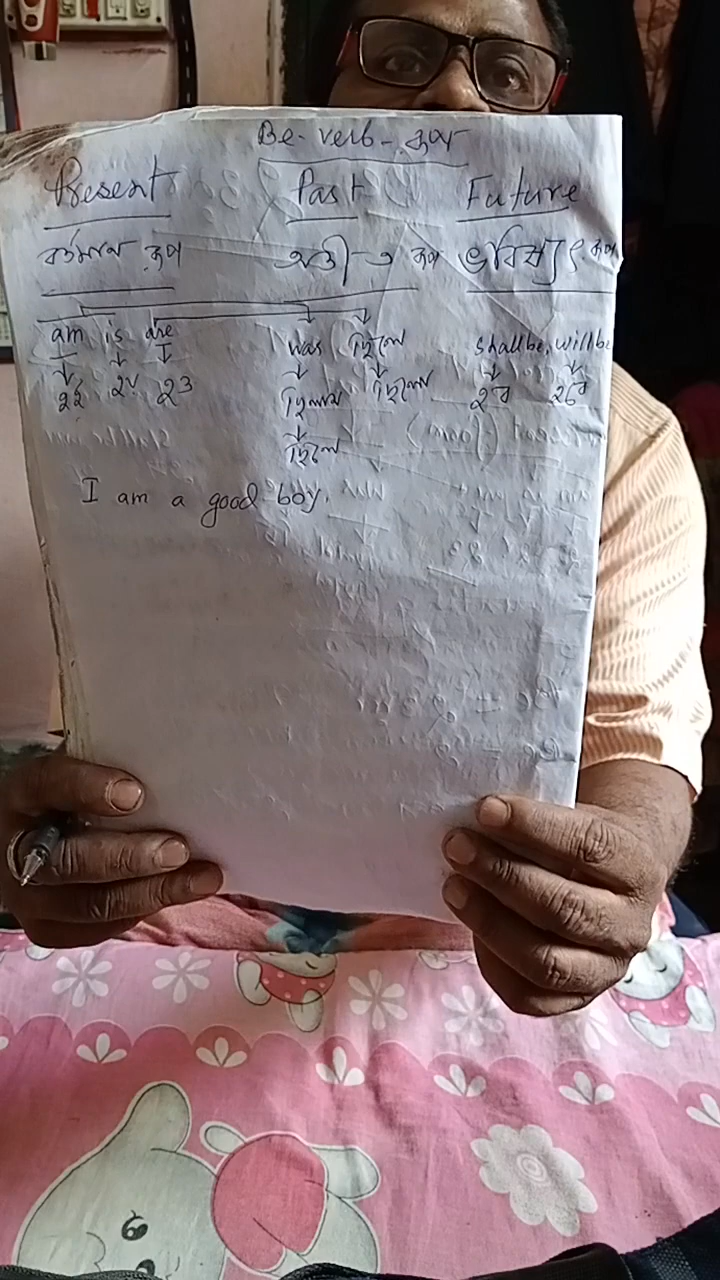 Be-verb-রূপ
Present Past Future
বর্তমান রূপ অতীত রূপ ভবিষ্যৎ রূপ
am is are was ছিলে shall be, will be
হই হয় হও ছিলাম ছিলেন হব হবে
ছিলে
I am a good boy.